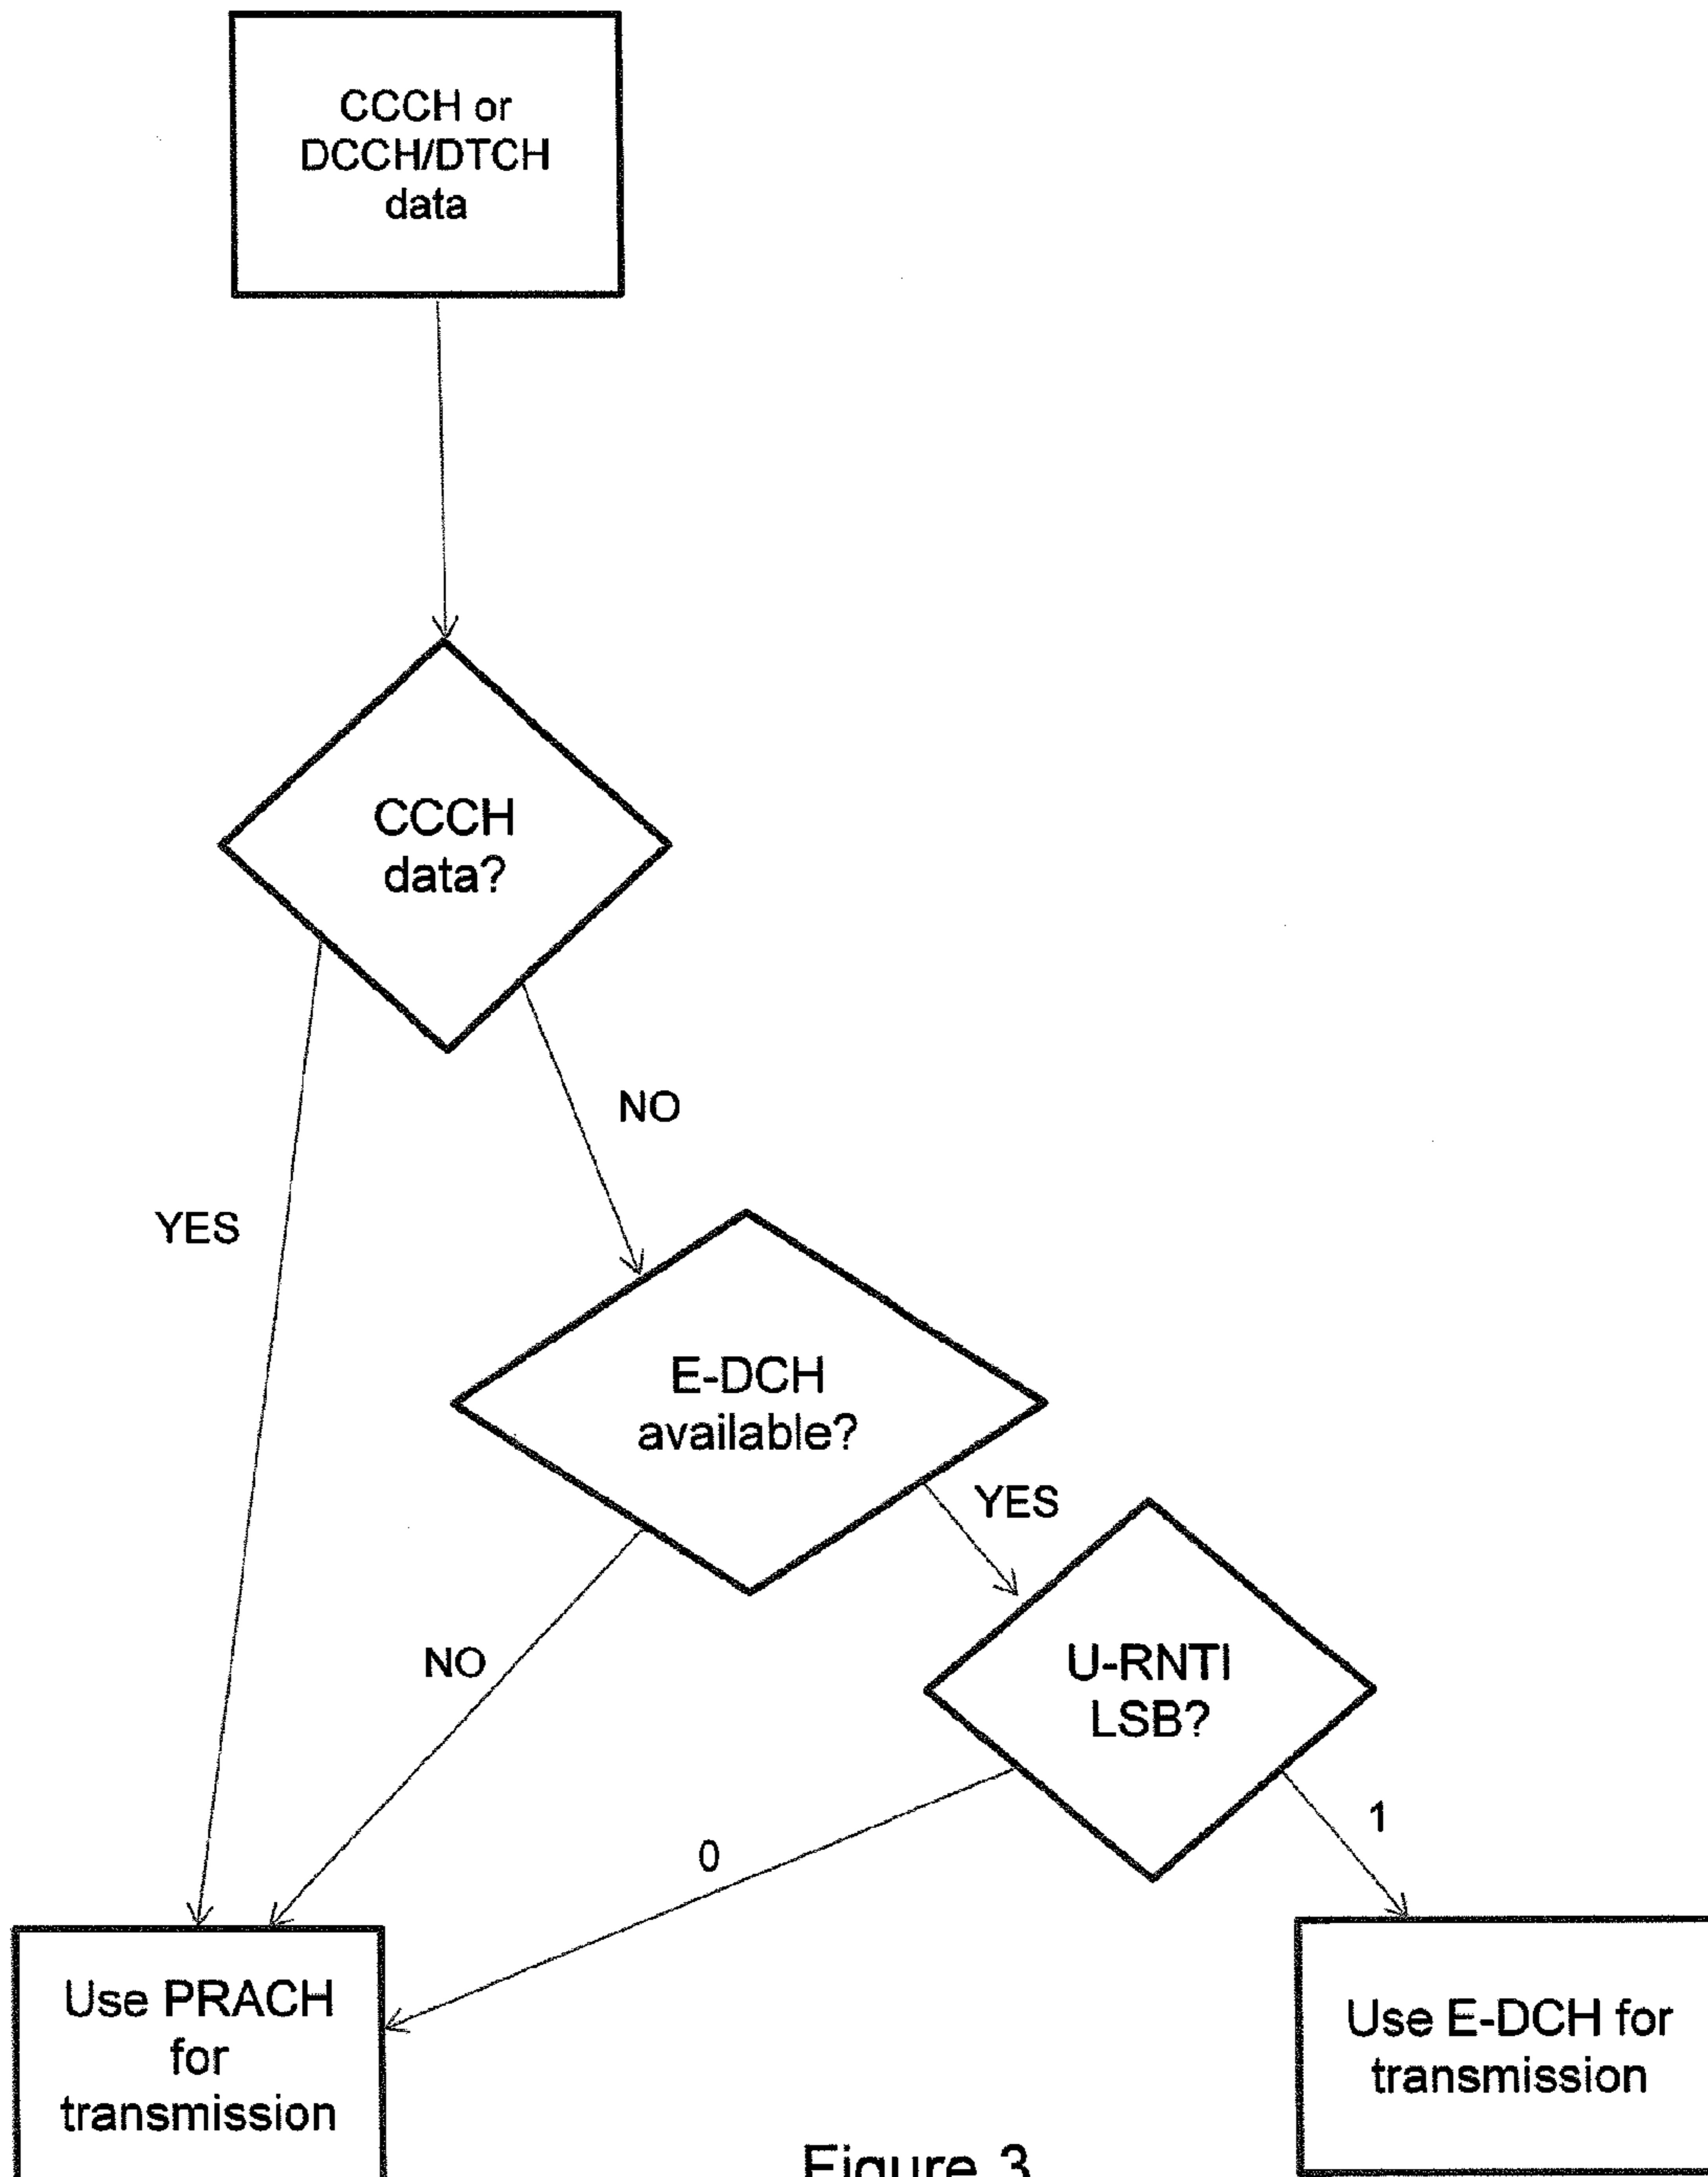 CCCH or
DCCH/DTCH
data
CCCH
data?
NO
YES
E-DCH
available?
YES
NO
U-RNTI
LSB?
0
1
Use PRACH
for
transmission
Use E-DCH for
transmission
Figure 3